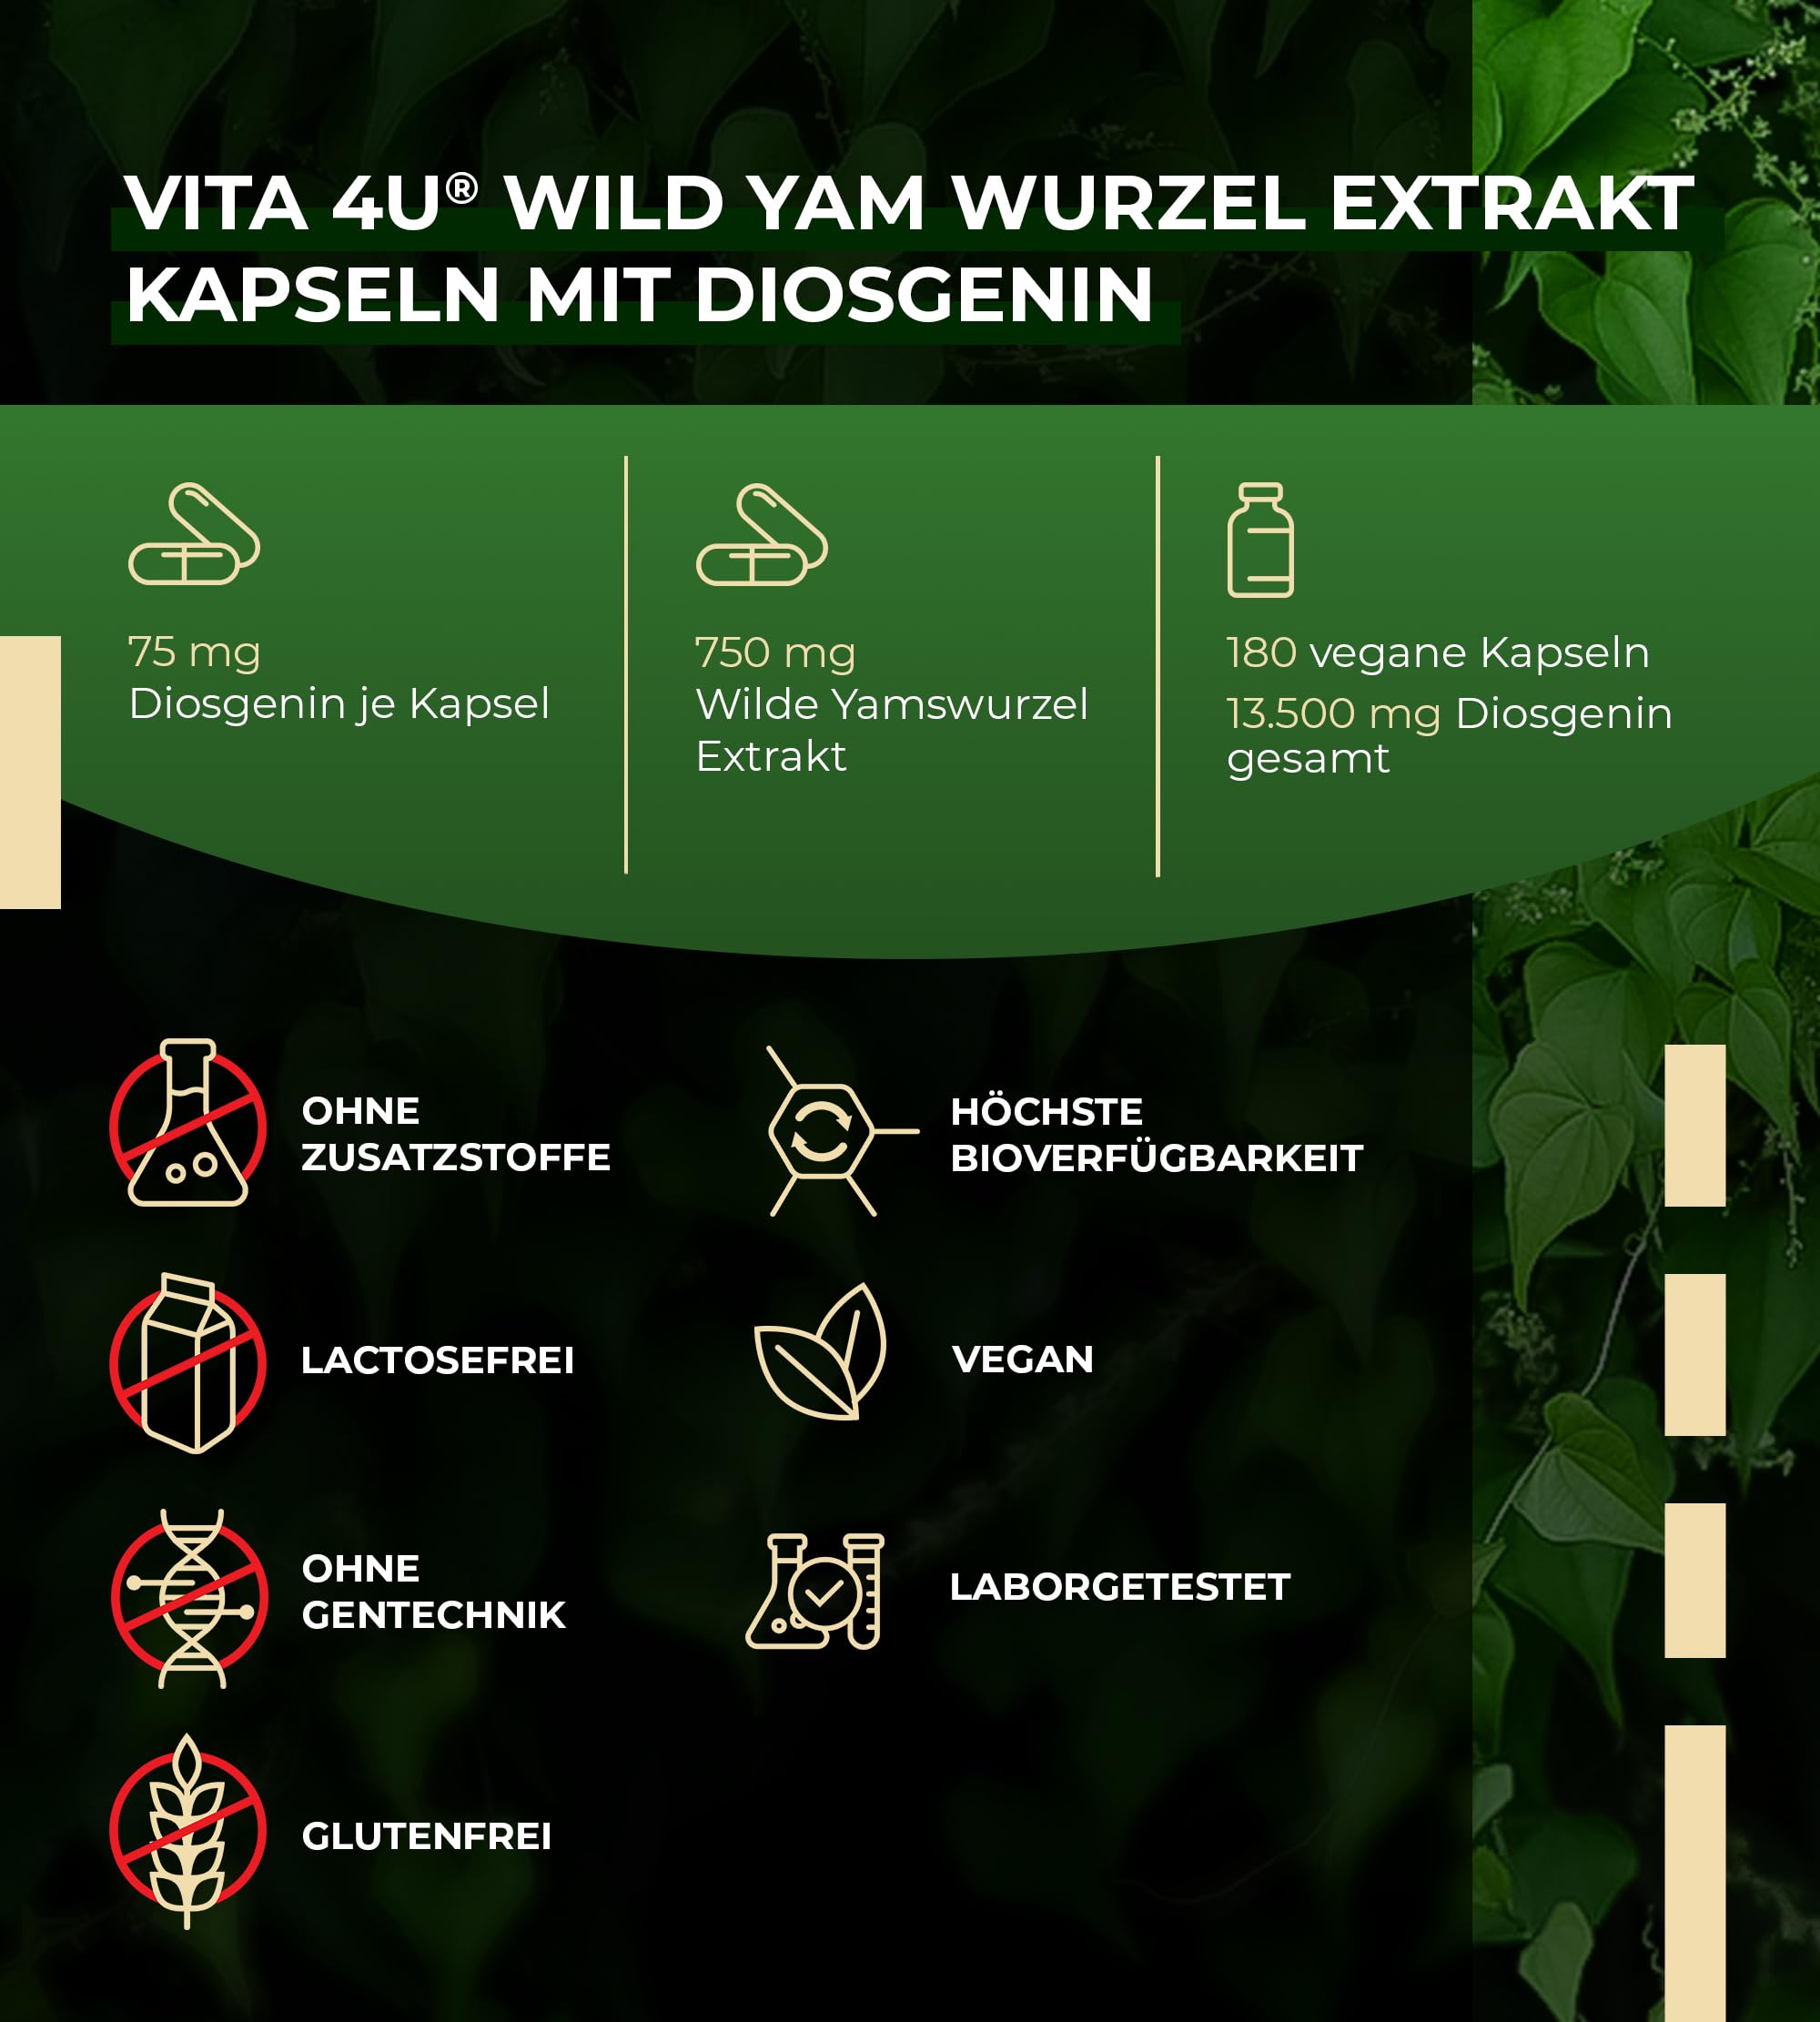 VITA 4U® WILD YAM WURZEL EXTRAKT
KAPSELN MIT DIOSGENIN
75 mg
Diosgenin je Kapsel
750 mg
Wilde Yamswurzel
Extrakt
180 vegane Kapseln
13.500 mg Diosgenin
gesamt
OHNE
ZUSATZSTOFFE
HÖCHSTE
BIOVERFÜGBARKEIT
LACTOSEFREI
VEGAN
OHNE
GENTECHNIK
LABORGETESTET
GLUTENFREI